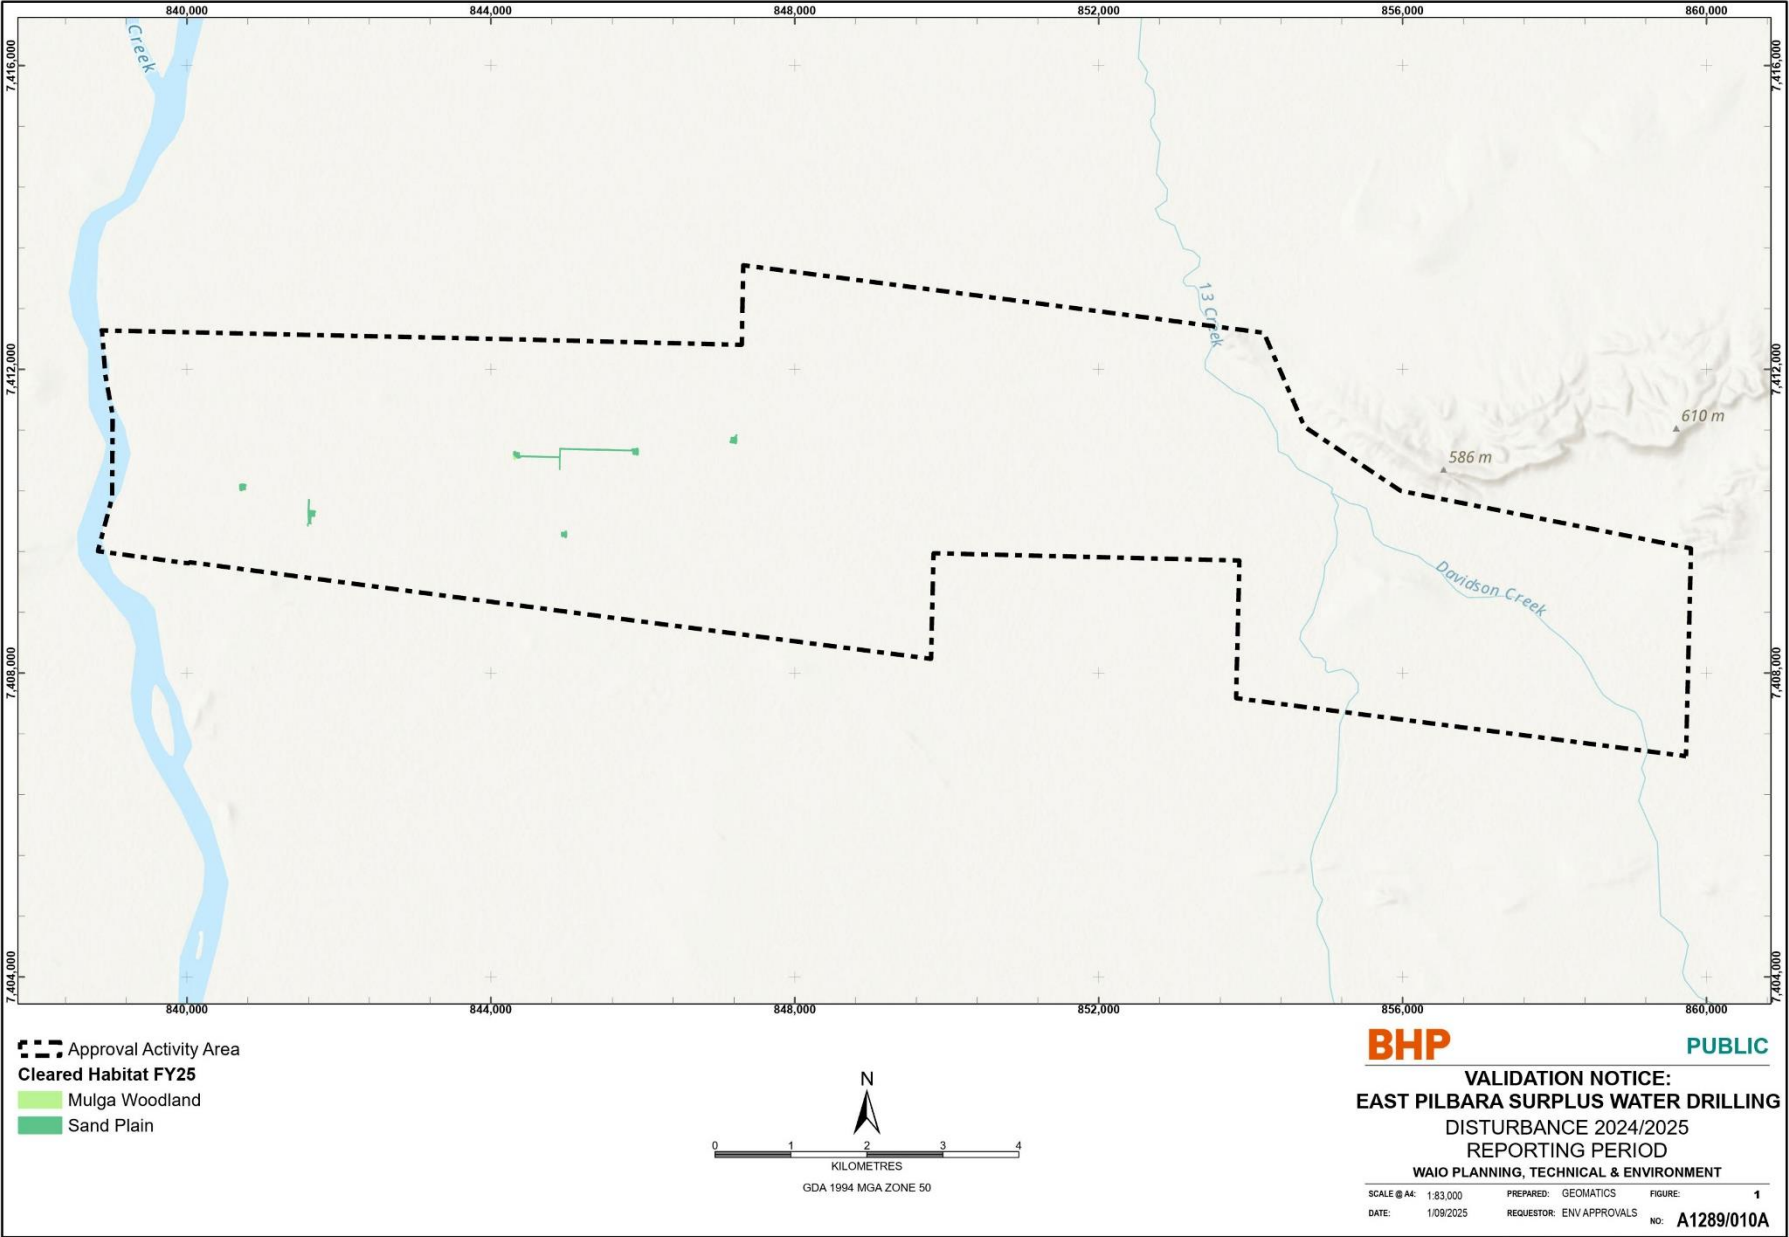 840,000
844,000
848,000
852,000
856,000
860,000
7,416,000
7,416,000
Creek
13 Creek
7,412,000
7,412,000
610 m
586 m
Davidson Creek
7,408,000
7,408,000
7,404,000
7,404,000
840,000
844,000
848,000
852,000
856,000
860,000
Approval Activity Area
Cleared Habitat FY25
Mulga Woodland
Sand Plain
N
0 1 2 3 4
KILOMETRES
GDA 1994 MGA ZONE 50
BHP
PUBLIC
VALIDATION NOTICE:
EAST PILBARA SURPLUS WATER DRILLING
DISTURBANCE 2024/2025
REPORTING PERIOD
WAIO PLANNING, TECHNICAL & ENVIRONMENT
SCALE @ A4: 1:83,000 PREPARED: GEOMATICS FIGURE: 1
DATE: 1/09/2025 REQUESTOR: ENV APPROVALS NO: A1289/010A